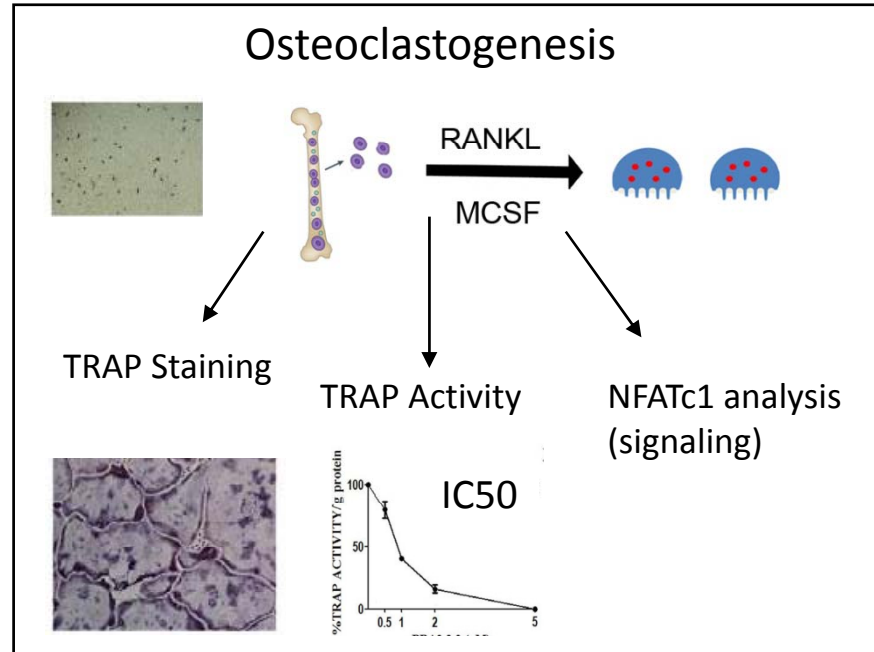 Osteoclastogenesis
RANKL
MCSF
TRAP Staining
TRAP Activity
NFATc1 analysis
(signaling)
IC50
%TRAP ACTIVITY/g protein
100
50
0
0.5 1 2 5